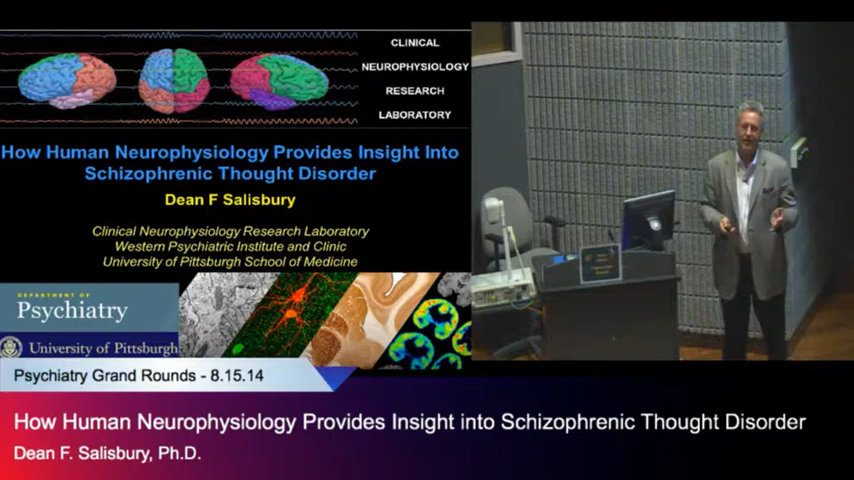 CLINICAL
NEUROPHYSIOLOGY
RESEARCH
LABORATORY
How Human Neurophysiology Provides Insight Into
Schizophrenic Thought Disorder
Dean F Salisbury
Clinical Neurophysiology Research Laboratory
Western Psychiatric Institute and Clinic
University of Pittsburgh School of Medicine
DEPARTMENT OF
Psychiatry
University of Pittsburgh
Psychiatry Grand Rounds - 8.15.14
How Human Neurophysiology Provides Insight into Schizophrenic Thought Disorder
Dean F. Salisbury, Ph.D.